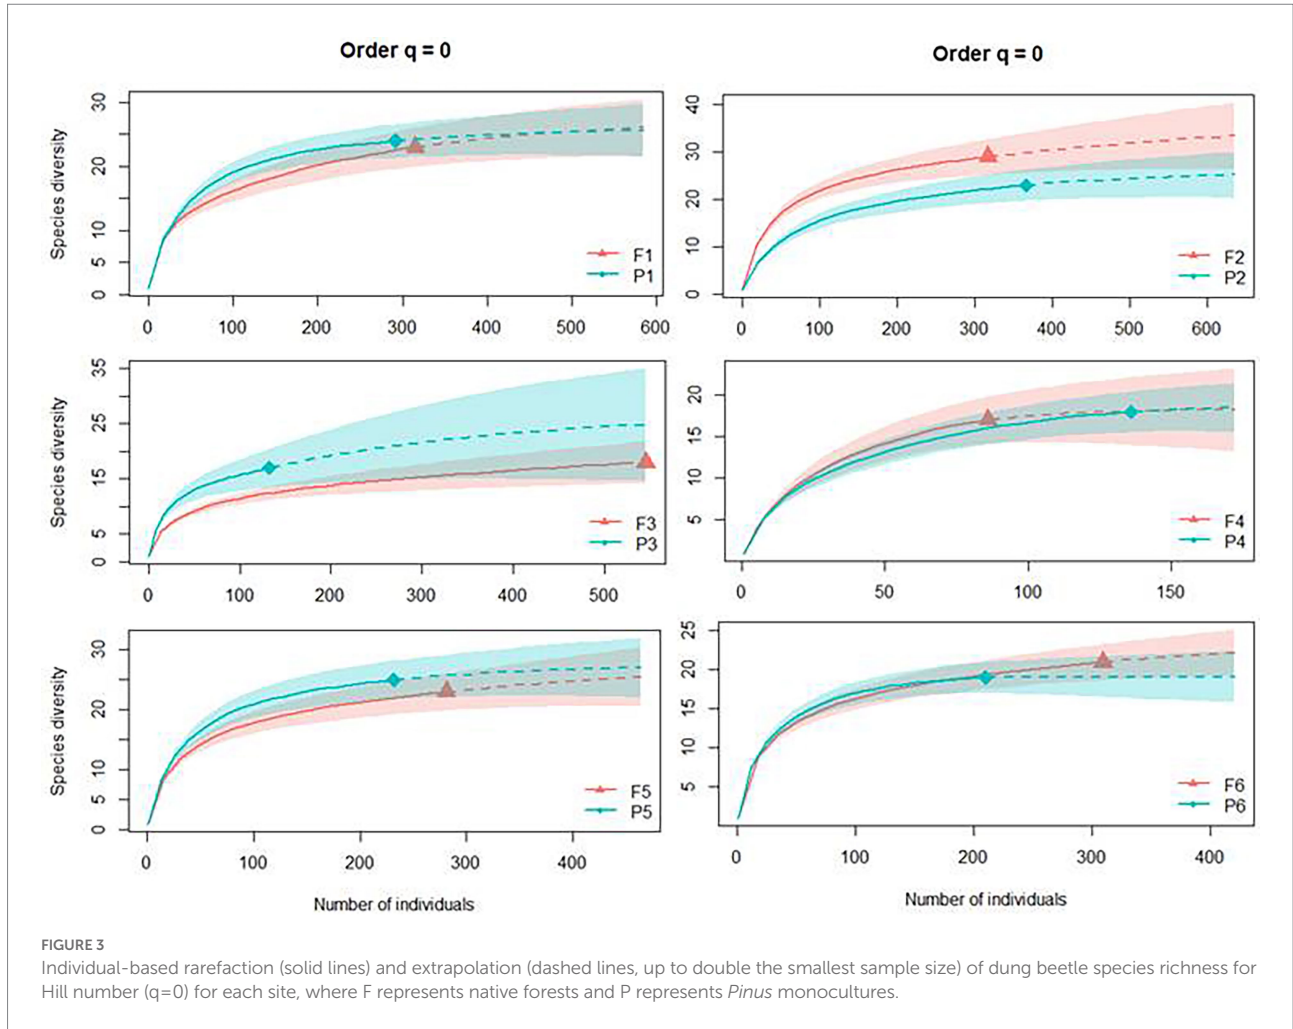 Order q = 0
Order q = 0
Species diversity
30
20
10
5
0
F1
P1
0 100 200 300 400 500 600
40
30
20
10
0
F2
P2
0 100 200 300 400 500 600
Species diversity
35
25
15
5
0
F3
P3
0 100 200 300 400 500
20
15
10
5
F4
P4
0 50 100 150
Species diversity
30
20
10
5
0
F5
P5
0 100 200 300 400
Number of individuals
25
20
15
10
5
F6
P6
0 100 200 300 400
Number of individuals
FIGURE 3
Individual-based rarefaction (solid lines) and extrapolation (dashed lines, up to double the smallest sample size) of dung beetle species richness for
Hill number (q=0) for each site, where F represents native forests and P represents Pinus monocultures.